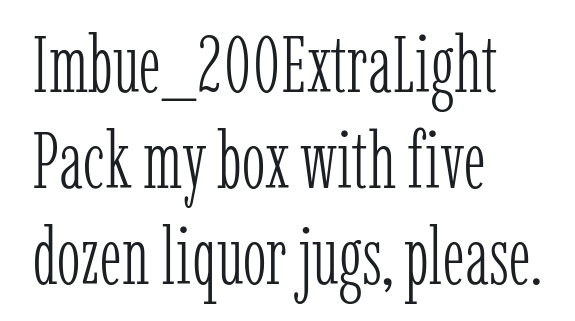 Imbue_200ExtraLight
Pack my box with five
dozen liquor jugs, please.